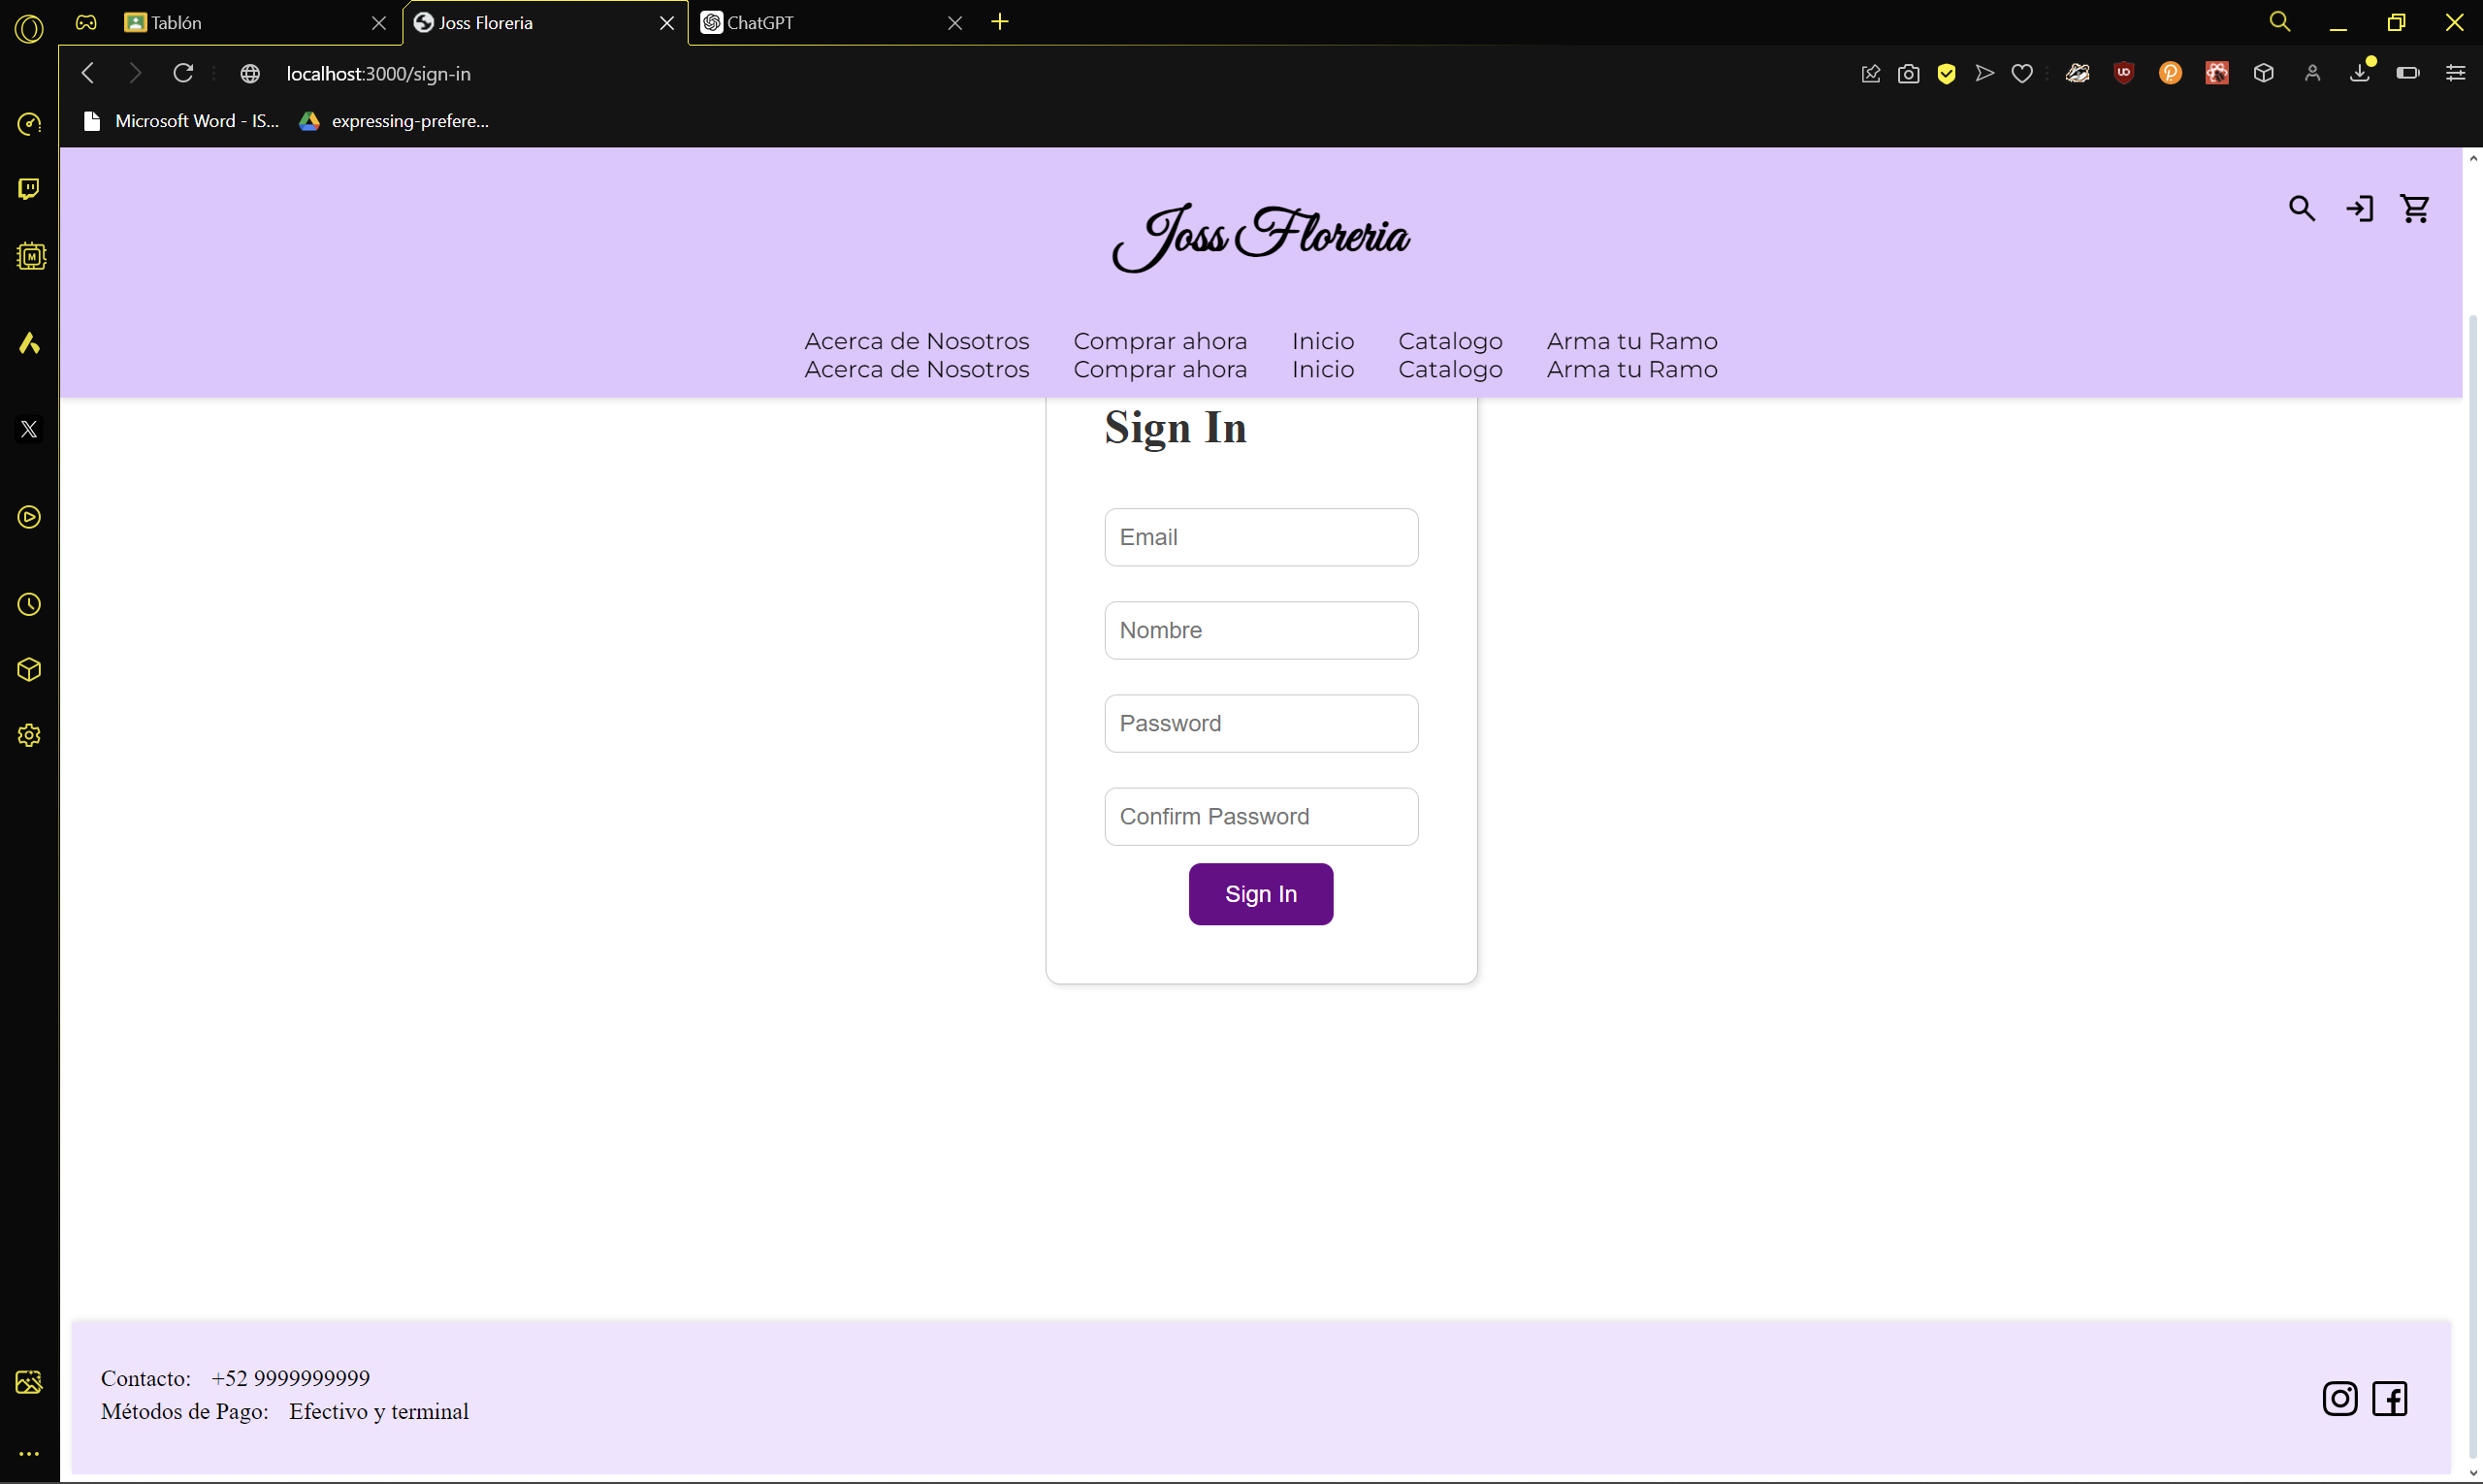 Tablón
Joss Floreria
ChatGPT
localhost:3000/sign-in
Microsoft Word - IS...
expressing-prefere...
Joss Floreria
Acerca de Nosotros Comprar ahora Inicio Catalogo Arma tu Ramo
Acerca de Nosotros Comprar ahora Inicio Catalogo Arma tu Ramo
Sign In
Email
Nombre
Password
Confirm Password
Sign In
Contacto: +52 9999999999
Métodos de Pago: Efectivo y terminal